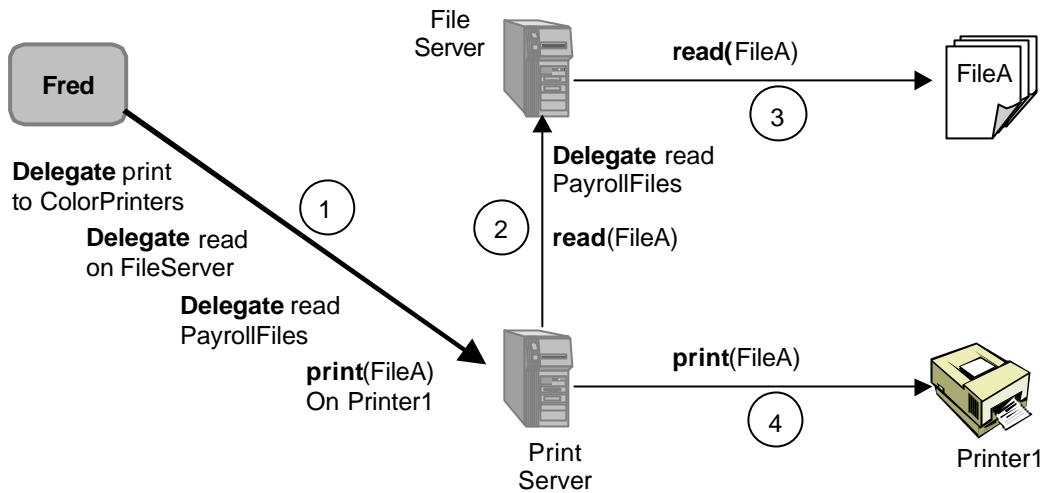 File
Server
read(FileA)
FileA
3
Fred
Delegate print
to ColorPrinters
1
Delegate read
on FileServer
Delegate read
PayrollFiles
print(FileA)
On Printer1
2
Delegate read
PayrollFiles
read(FileA)
print(FileA)
4
Print
Server
Printer1